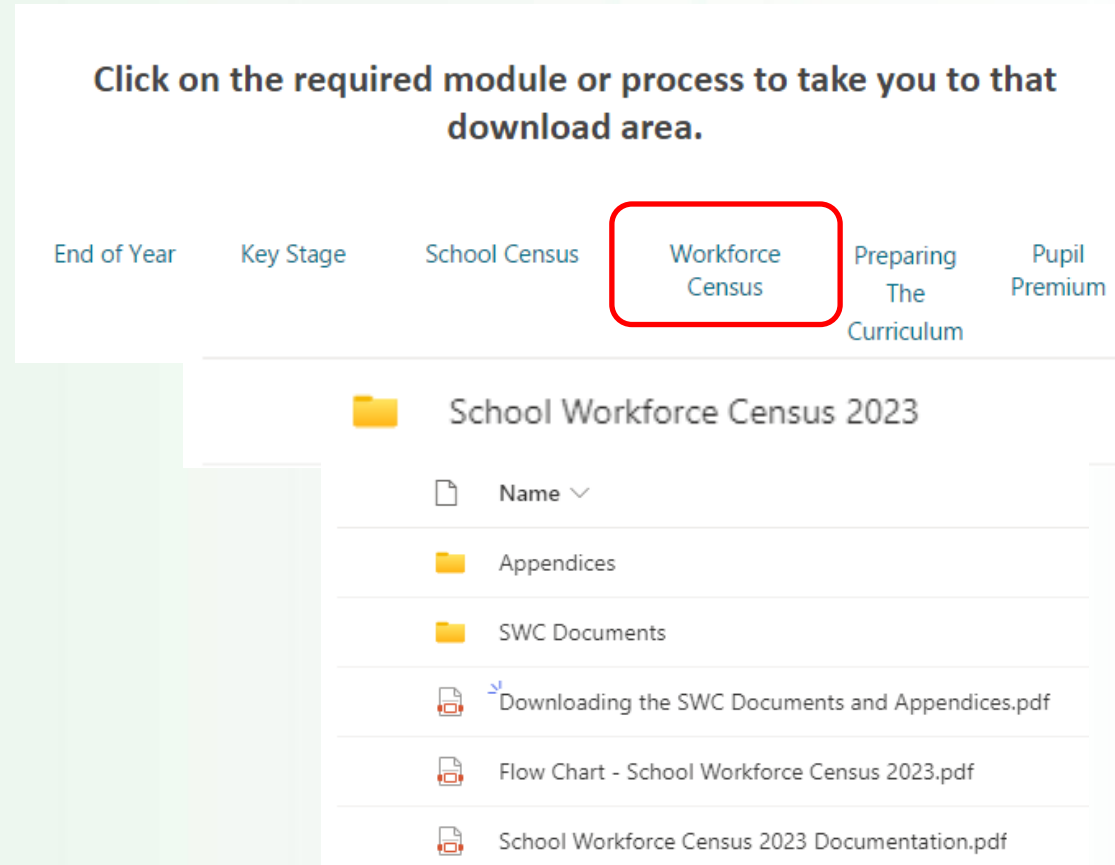 Click on the required module or process to take you to that
download area.
End of Year
Key Stage
School Census
Workforce
Census
Preparing
The
Curriculum
Pupil
Premium
School Workforce Census 2023
Name
Appendices
SWC Documents
Downloading the SWC Documents and Appendices.pdf
Flow Chart - School Workforce Census 2023.pdf
School Workforce Census 2023 Documentation.pdf